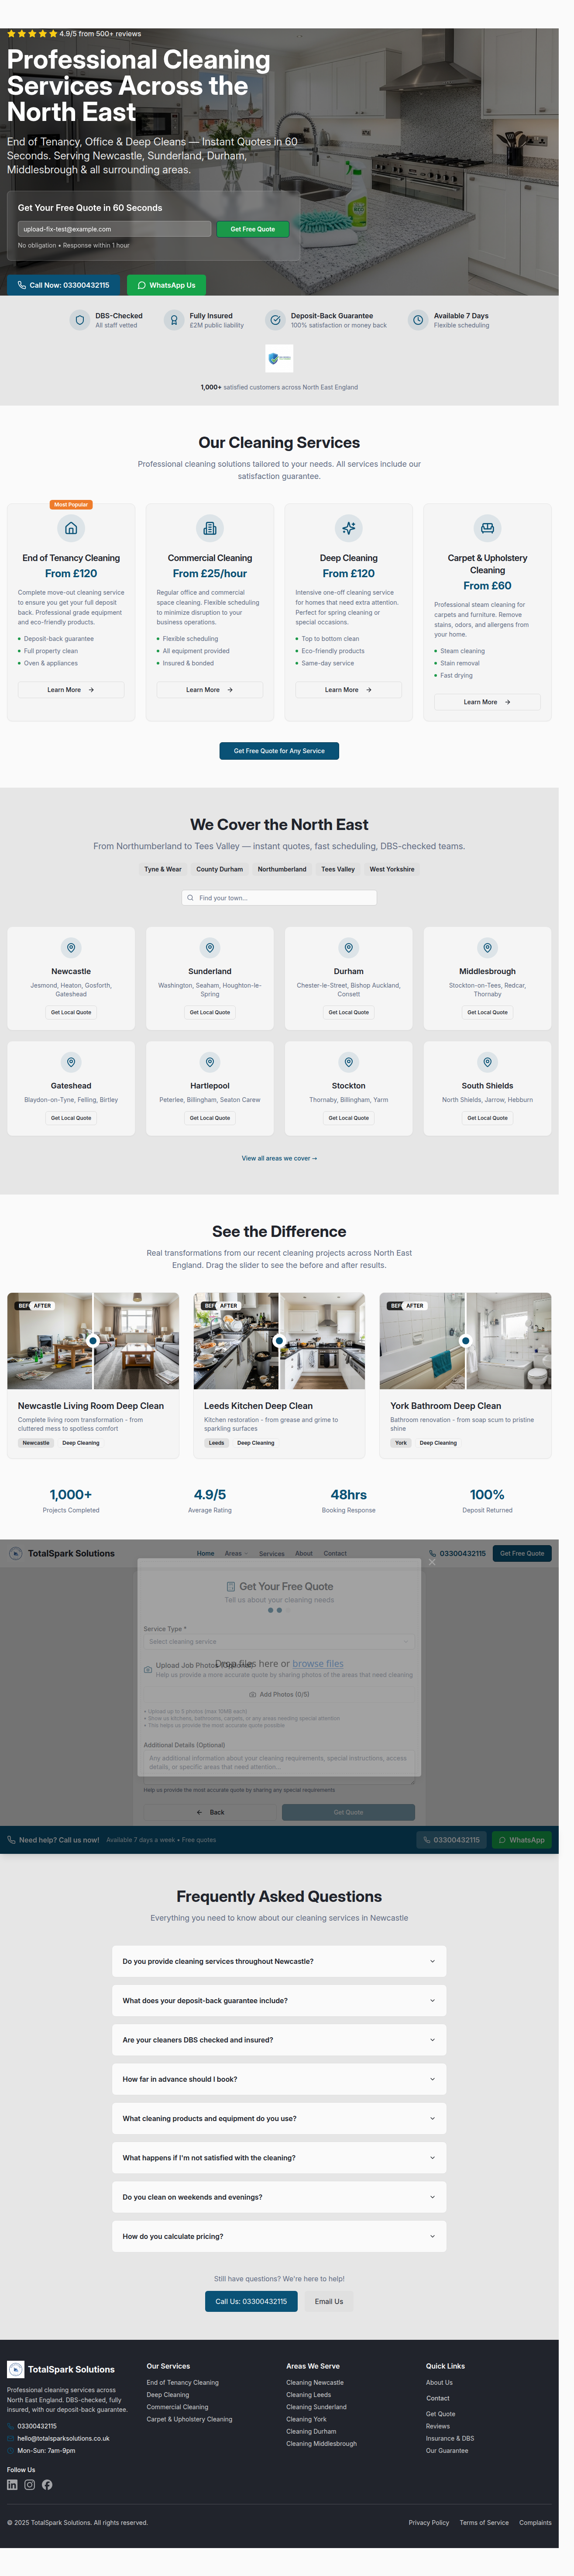 4.9/5 from 500+ reviews
Professional Cleaning
Services Across the
North East
End of Tenancy, Office & Deep Cleans — Instant Quotes in 60
Seconds. Serving Newcastle, Sunderland, Durham,
Middlesbrough & all surrounding areas.
Get Your Free Quote in 60 Seconds
upload-fix-test@example.com
Get Free Quote
No obligation • Response within 1 hour
Call Now: 03300432115
WhatsApp Us
DBS-Checked
All staff vetted
Fully Insured
£2M public liability
Deposit-Back Guarantee
100% satisfaction or money back
Available 7 Days
Flexible scheduling
1,000+ satisfied customers across North East England
Our Cleaning Services
Professional cleaning solutions tailored to your needs. All services include our
satisfaction guarantee.
Most Popular
End of Tenancy Cleaning
From £120
Complete move-out cleaning service
to ensure you get your full deposit
back. Professional grade equipment
and eco-friendly products.
Deposit-back guarantee
Full property clean
Oven & appliances
Learn More
Commercial Cleaning
From £25/hour
Regular office and commercial
space cleaning. Flexible scheduling
to minimize disruption to your
business operations.
Flexible scheduling
All equipment provided
Insured & bonded
Learn More
Deep Cleaning
From £120
Intensive one-off cleaning service
for homes that need extra attention.
Perfect for spring cleaning or
special occasions.
Top to bottom clean
Eco-friendly products
Same-day service
Learn More
Carpet & Upholstery
Cleaning
From £60
Professional steam cleaning for
carpets and furniture. Remove
stains, odors, and allergens from
your home.
Steam cleaning
Stain removal
Fast drying
Learn More
Get Free Quote for Any Service
We Cover the North East
From Northumberland to Tees Valley — instant quotes, fast scheduling, DBS-checked teams.
Tyne & Wear
County Durham
Northumberland
Tees Valley
West Yorkshire
Find your town...
Newcastle
Jesmond, Heaton, Gosforth,
Gateshead
Get Local Quote
Sunderland
Washington, Seaham, Houghton-le-
Spring
Get Local Quote
Durham
Chester-le-Street, Bishop Auckland,
Consett
Get Local Quote
Middlesbrough
Stockton-on-Tees, Redcar,
Thornaby
Get Local Quote
Gateshead
Blaydon-on-Tyne, Felling, Birtley
Get Local Quote
Hartlepool
Peterlee, Billingham, Seaton Carew
Get Local Quote
Stockton
Thornaby, Billingham, Yarm
Get Local Quote
South Shields
North Shields, Jarrow, Hebburn
Get Local Quote
View all areas we cover →
See the Difference
Real transformations from our recent cleaning projects across North East
England. Drag the slider to see the before and after results.
BEF AFTER
Newcastle Living Room Deep Clean
Complete living room transformation - from
cluttered mess to spotless comfort
Newcastle
Deep Cleaning
BEF AFTER
Leeds Kitchen Deep Clean
Kitchen restoration - from grease and grime to
sparkling surfaces
Leeds
Deep Cleaning
BEF AFTER
York Bathroom Deep Clean
Bathroom renovation - from soap scum to pristine
shine
York
Deep Cleaning
1,000+
Projects Completed
4.9/5
Average Rating
48hrs
Booking Response
100%
Deposit Returned
TotalSpark Solutions
Home
Areas
Services
About
Contact
03300432115
Get Free Quote
Get Your Free Quote
Tell us about your cleaning needs
Service Type *
Select cleaning service
Drop files here or browse files
Upload Job Photos
Help us provide a more accurate quote by sharing photos of the areas that need cleaning
Add Photos (0/5)
• Upload up to 5 photos (max 10MB each)
• Show us kitchens, bathrooms, carpets, or any areas needing special attention
• This helps us provide the most accurate quote possible
Additional Details (Optional)
Any additional information about your cleaning requirements, special instructions, access
details, or specific areas that need attention...
Help us provide the most accurate quote by sharing any special requirements
Back
Get Quote
Need help? Call us now!
Available 7 days a week • Free quotes
03300432115
WhatsApp
Frequently Asked Questions
Everything you need to know about our cleaning services in Newcastle
Do you provide cleaning services throughout Newcastle?
What does your deposit-back guarantee include?
Are your cleaners DBS checked and insured?
How far in advance should I book?
What cleaning products and equipment do you use?
What happens if I'm not satisfied with the cleaning?
Do you clean on weekends and evenings?
How do you calculate pricing?
Still have questions? We're here to help!
Call Us: 03300432115
Email Us
TotalSpark Solutions
Professional cleaning services across
North East England. DBS-checked, fully
insured, with our deposit-back guarantee.
03300432115
hello@totalsparksolutions.co.uk
Mon-Sun: 7am-9pm
Follow Us
Our Services
End of Tenancy Cleaning
Deep Cleaning
Commercial Cleaning
Carpet & Upholstery Cleaning
Areas We Serve
Cleaning Newcastle
Cleaning Leeds
Cleaning Sunderland
Cleaning York
Cleaning Durham
Cleaning Middlesbrough
Quick Links
About Us
Contact
Get Quote
Reviews
Insurance & DBS
Our Guarantee
© 2025 TotalSpark Solutions. All rights reserved.
Privacy Policy
Terms of Service
Complaints